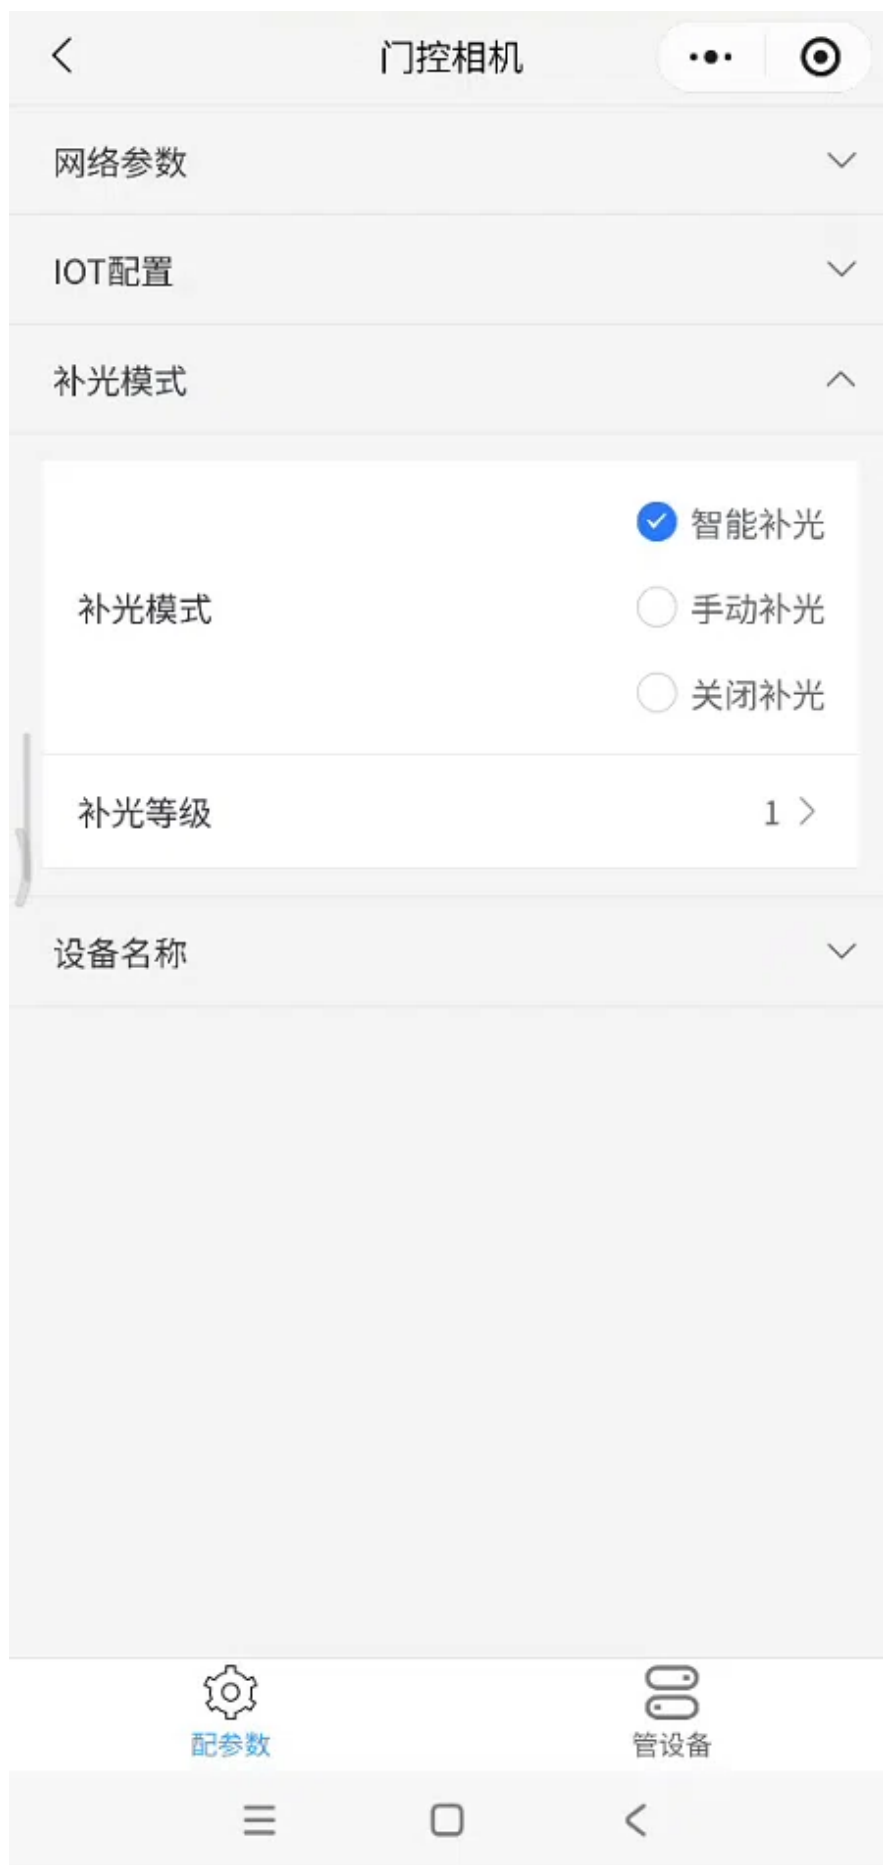 门控相机
网络参数
IOT配置
补光模式
智能补光
补光模式
手动补光
关闭补光
补光等级 1
设备名称
配参数 管设备